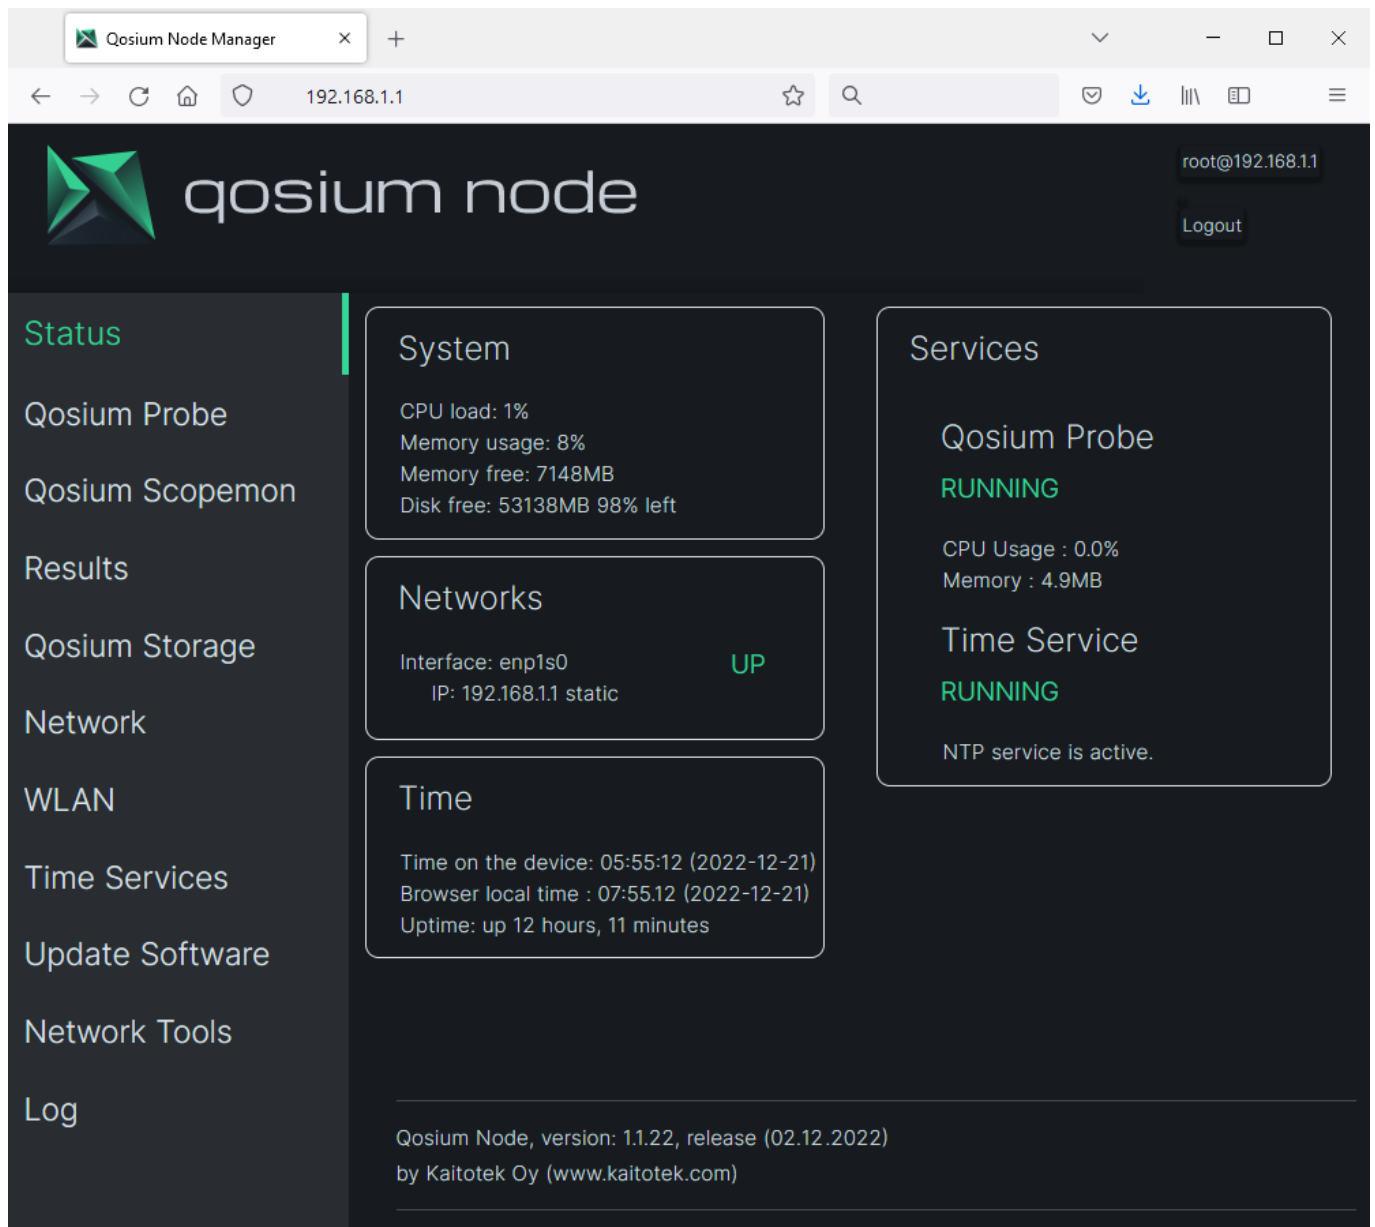 Qosium Node Manager
192.168.1.1
qosium node
root@192.168.1.1
Logout
Status
Qosium Probe
Qosium Scopemon
Results
Qosium Storage
Network
WLAN
Time Services
Update Software
Network Tools
Log
System
CPU load: 1%
Memory usage: 8%
Memory free: 7148MB
Disk free: 53138MB 98% left
Networks
Interface: enp1s0
UP
IP: 192.168.1.1 static
Time
Time on the device: 05:55:12 (2022-12-21)
Browser local time : 07:55.12 (2022-12-21)
Uptime: up 12 hours, 11 minutes
Services
Qosium Probe
RUNNING
CPU Usage : 0.0%
Memory : 4.9MB
Time Service
RUNNING
NTP service is active.
Qosium Node, version: 1.1.22, release (02.12.2022)
by Kaitotek Oy (www.kaitotek.com)